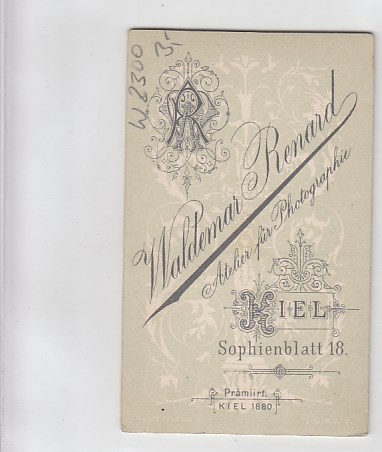 W2300
3,-
Waldemar Renard
Atelier für Photographie
KIEL
Sophienblatt 18.
Prämiirt.
KIEL 1880